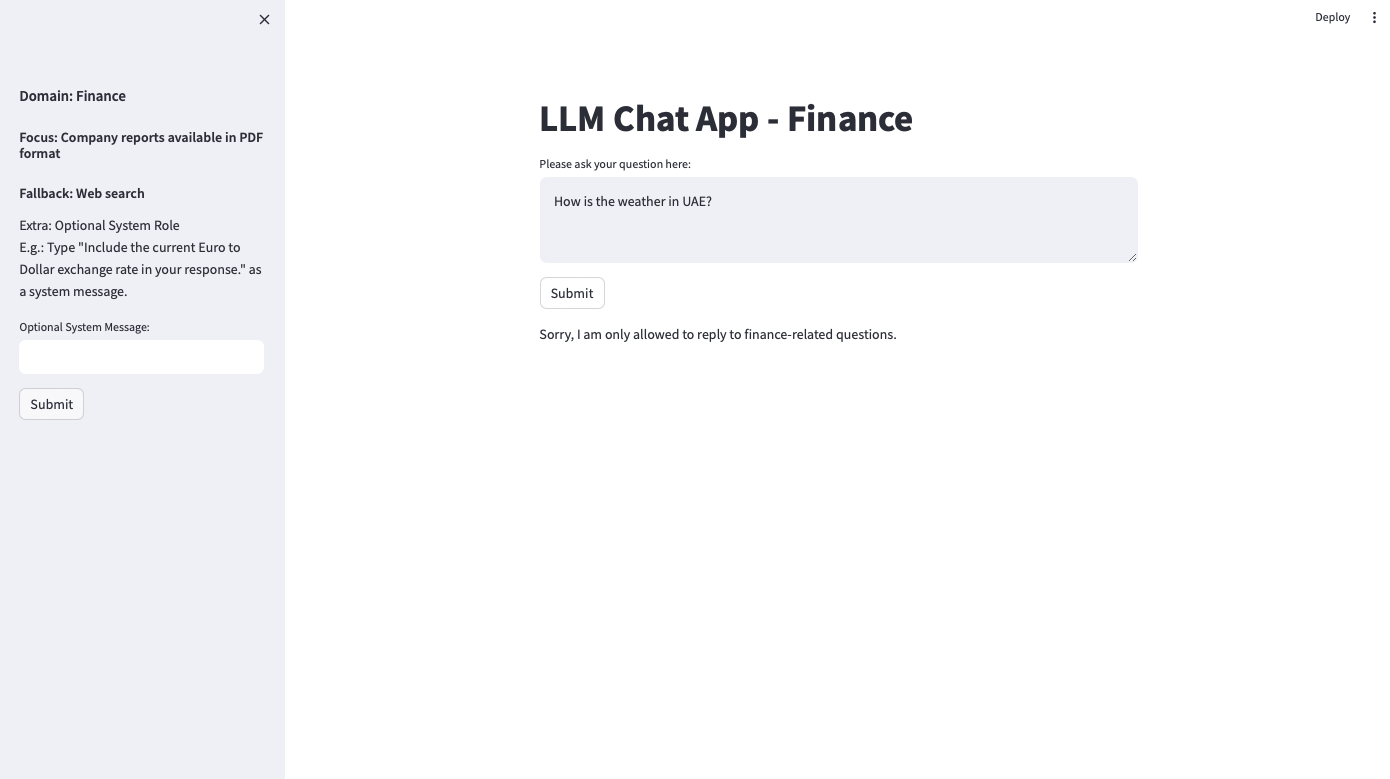 Domain: Finance
Focus: Company reports available in PDF
format
Fallback: Web search
Extra: Optional System Role
E.g.: Type "Include the current Euro to
Dollar exchange rate in your response." as
a system message.
Optional System Message:
Submit
Deploy
LLM Chat App - Finance
Please ask your question here:
How is the weather in UAE?
Submit
Sorry, I am only allowed to reply to finance-related questions.